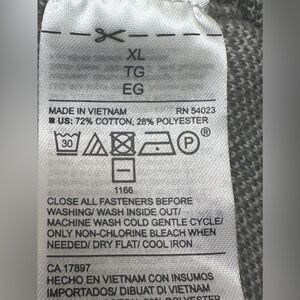 XL
TG
EG
MADE IN VIETNAM RN 54023
■ US: 72% COTTON, 28% POLYESTER
30 P ®
1166
CLOSE ALL FASTENERS BEFORE
WASHING/ WASH INSIDE OUT/
MACHINE WASH COLD GENTLE CYCLE/
ONLY NON-CHLORINE BLEACH WHEN
NEEDED/ DRY FLAT/ COOL IRON
CA 17897
HECHO EN VIETNAM CON INSUMOS
IMPORTADOS/ DIBUAT DI VIETNAM